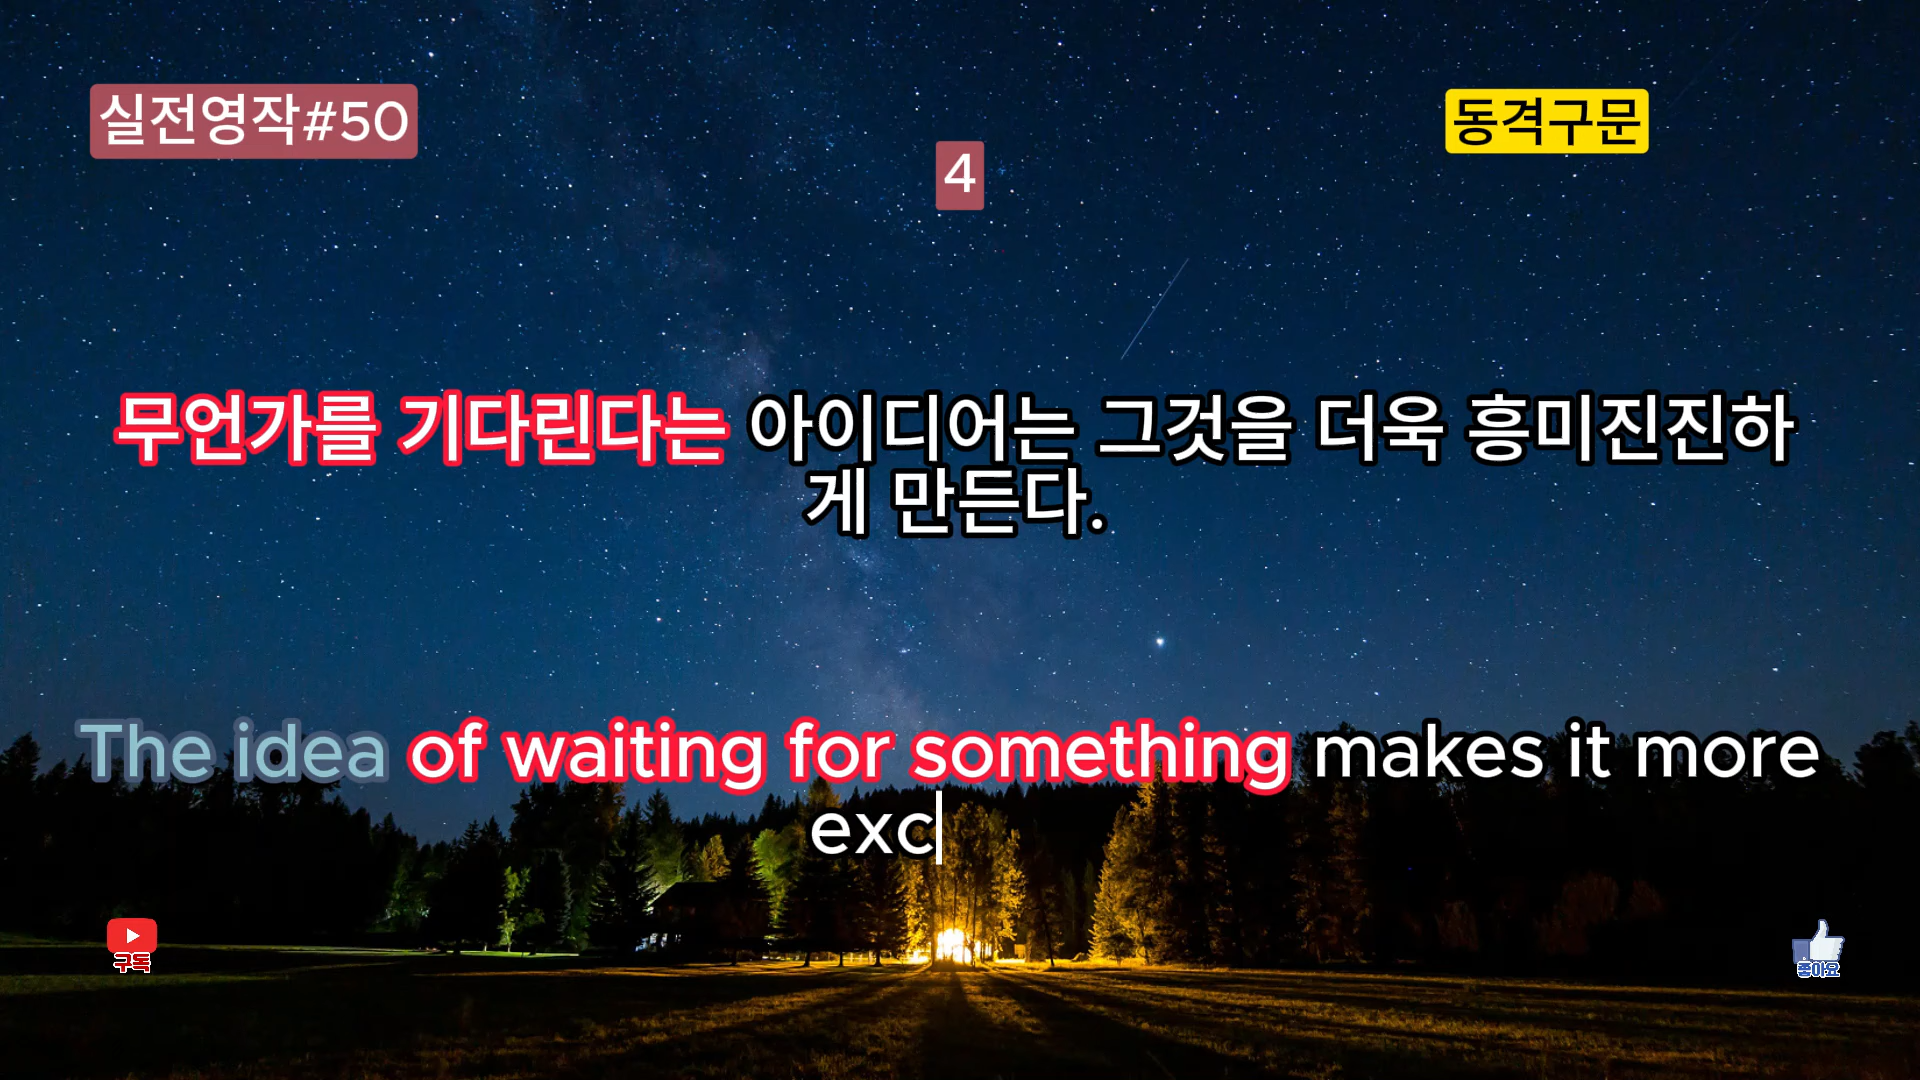 실전영작#50
동격구문
4
무언가를 기다린다는 아이디어는 그것을 더욱 흥미진진하
게 만든다.
The idea of waiting for something makes it more
exc
구독
좋아요